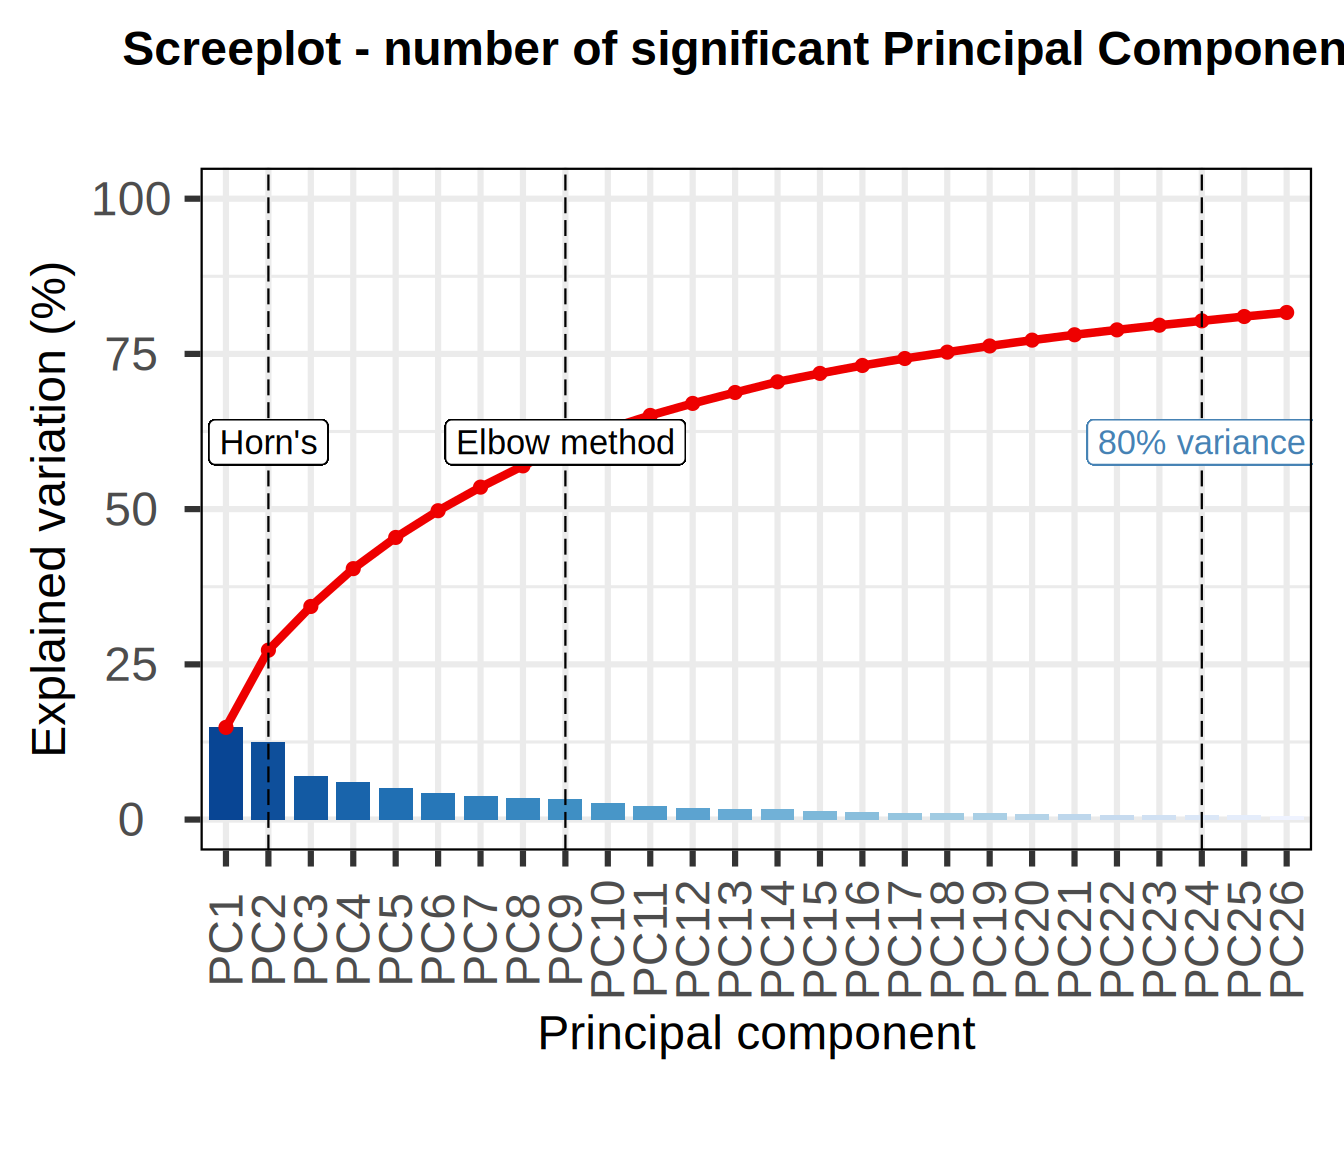 Screeplot - number of significant Principal Componen
Explained variation (%)
100
75
50
25
0
Horn's
Elbow method
80% variance
PC1
PC2
PC3
PC4
PC5
PC6
PC7
PC8
PC9
PC10
PC11
PC12
PC13
PC14
PC15
PC16
PC17
PC18
PC19
PC20
PC21
PC22
PC23
PC24
PC25
PC26
Principal component